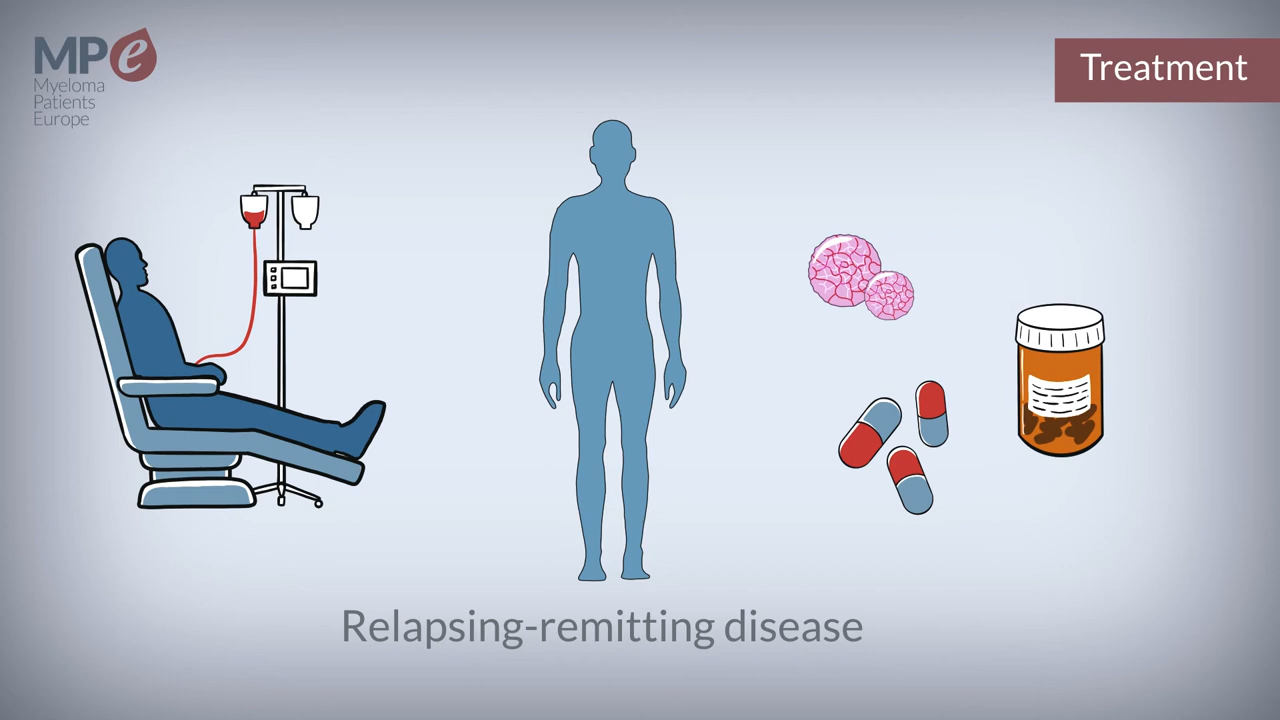 MPe
Myeloma
Patients
Europe
Treatment
Relapsing-remitting disease